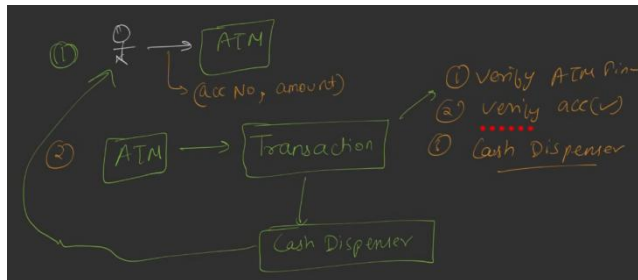 ① ATM
(acc No, amount)
① Verify ATM Pin
② verify acc(v)
② ATM Transaction ③ Cash Dispenser
Cash Dispenser